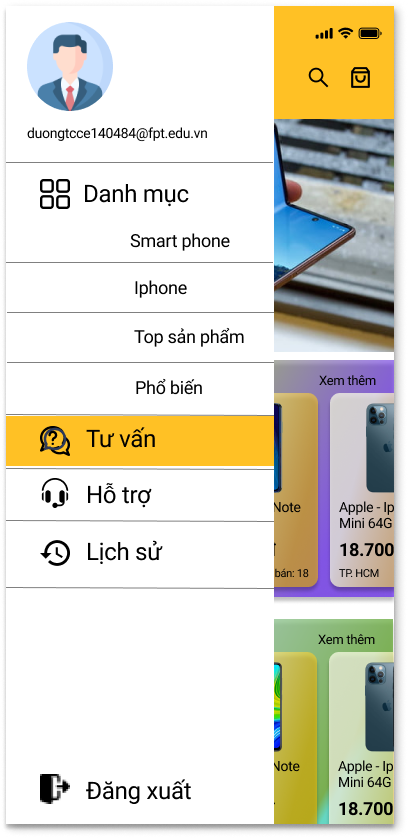 duongtcce140484@fpt.edu.vn
Danh mục
Smart phone
Iphone
Top sản phẩm
Phổ biến
Tư vấn
Hỗ trợ
Lịch sử
Đăng xuất
Xem thêm
Note
bán: 18
Apple - Ip
Mini 64G
18.700
TP. HCM
Xem thêm
Note
Apple - Ip
Mini 64G
18.700